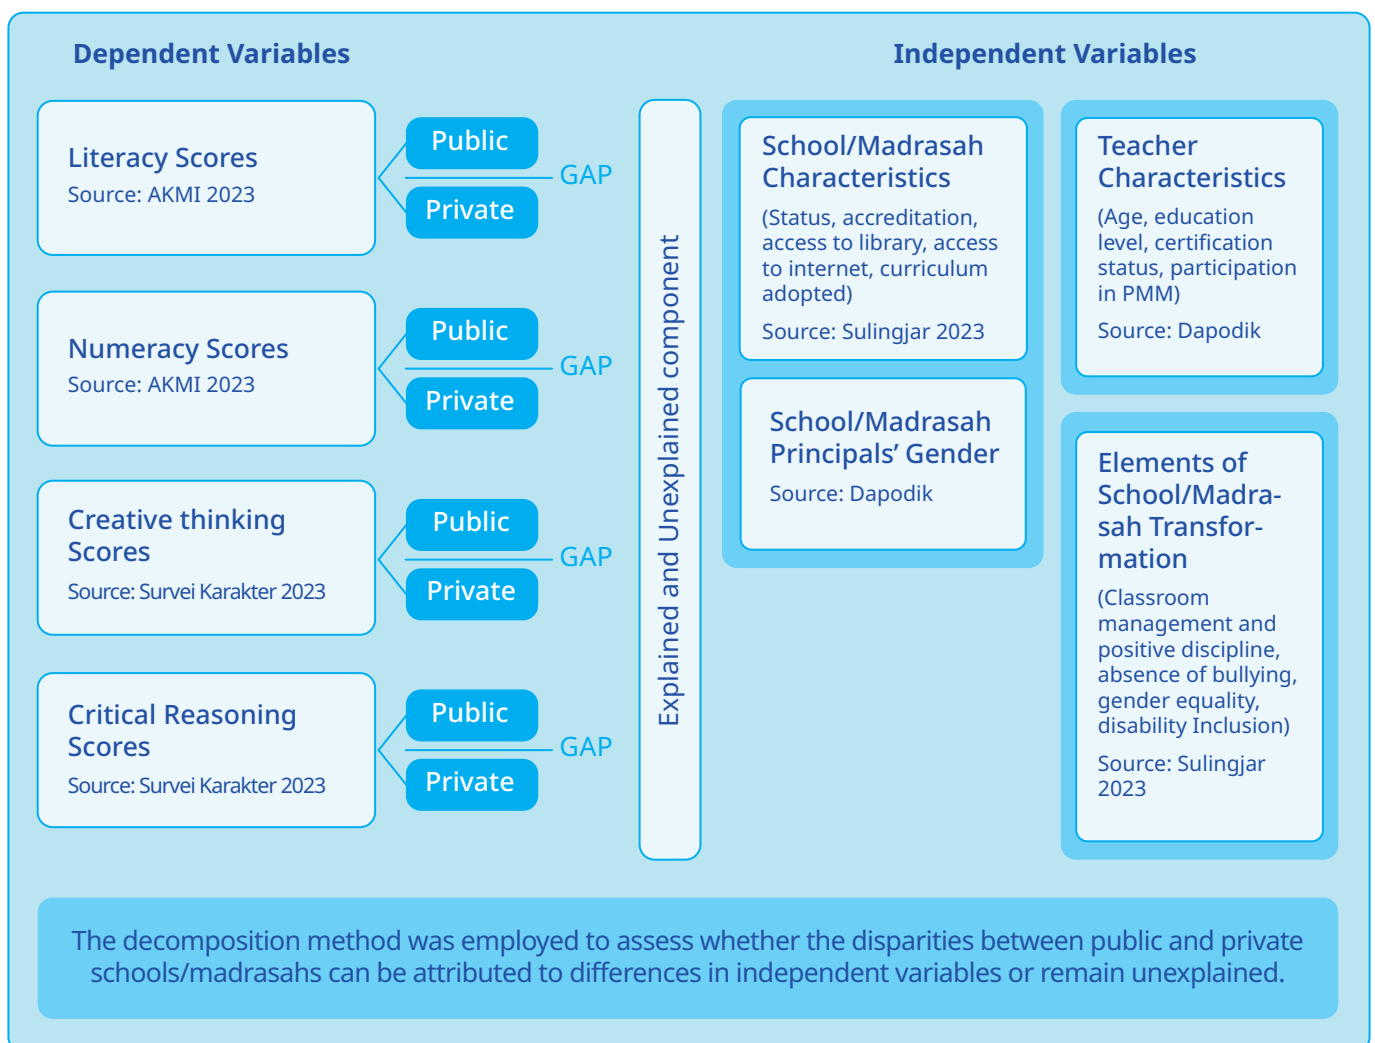 Dependent Variables
Literacy Scores
Source: AKMI 2023
Public
GAP
Private
Numeracy Scores
Source: AKMI 2023
Public
GAP
Private
Creative thinking
Scores
Source: Survei Karakter 2023
Public
GAP
Private
Critical Reasoning
Scores
Source: Survei Karakter 2023
Public
GAP
Private
Explained and Unexplained component
Independent Variables
School/Madrasah
Characteristics
(Status, accreditation,
access to library, access
to internet, curriculum
adopted)
Source: Sulingjar 2023
School/Madrasah
Principals’ Gender
Source: Dapodik
Teacher
Characteristics
(Age, education
level, certification
status, participation
in PMM)
Source: Dapodik
Elements of
School/Madra-
sah Transfor-
mation
(Classroom
management and
positive discipline,
absence of bullying,
gender equality,
disability Inclusion)
Source: Sulingjar
2023
The decomposition method was employed to assess whether the disparities between public and private
schools/madrasahs can be attributed to differences in independent variables or remain unexplained.